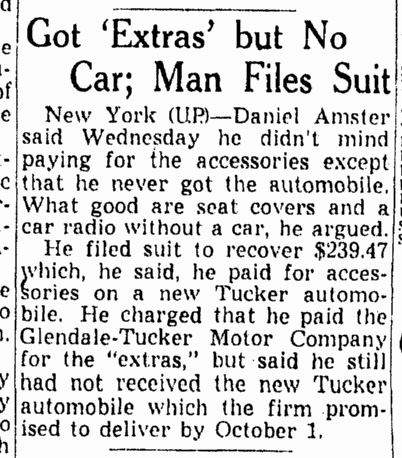 Got 'Extras' but No
Car; Man Files Suit
New York (UP)—Daniel Amster
said Wednesday he didn't mind
paying for the accessories except
that he never got the automobile.
What good are seat covers and a
car radio without a car, he argued.
He filed suit to recover $239.47
which, he said, he paid for acces-
sories on a new Tucker automo-
bile. He charged that he paid the
Glendale-Tucker Motor Company
for the "extras," but said he still
had not received the new Tucker
automobile which the firm prom-
ised to deliver by October 1.